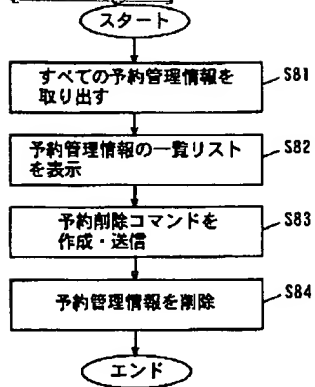 スタート
すべての予約管理情報を
取り出す
S81
予約管理情報の一覧リスト
を表示
S82
予約削除コマンドを
作成・送信
S83
予約管理情報を削除
S84
エンド